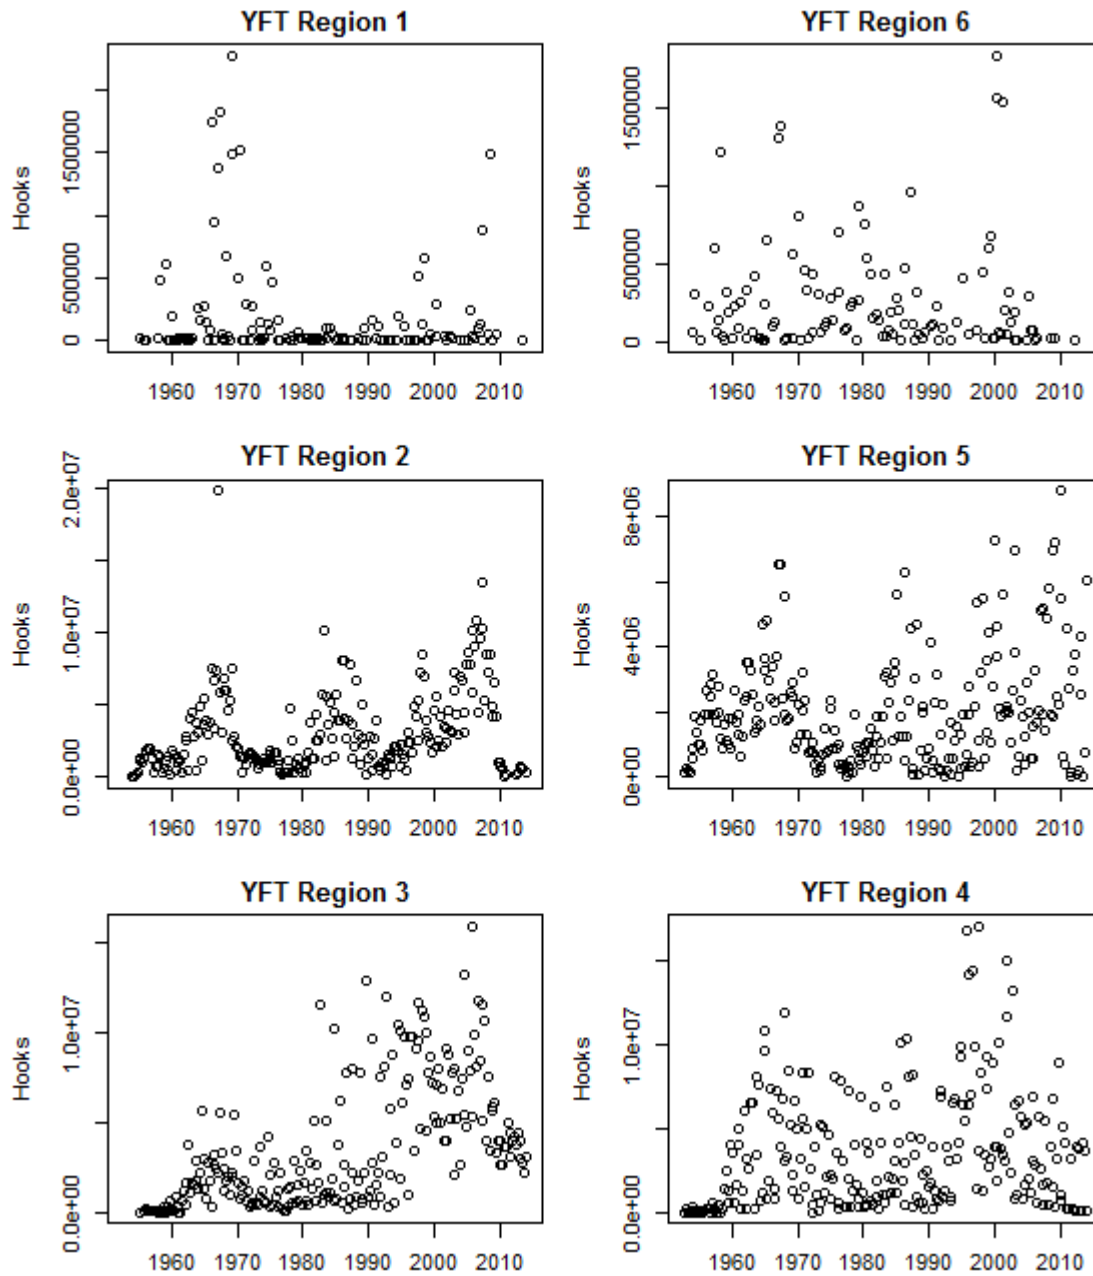 YFT Region 1
Hooks
0
500000
1500000
1960 1970 1980 1990 2000 2010
YFT Region 6
Hooks
0
500000
1500000
1960 1970 1980 1990 2000 2010
YFT Region 2
Hooks
0.0e+00
1.0e+07
2.0e+07
1960 1970 1980 1990 2000 2010
YFT Region 5
Hooks
0e+00
4e+06
8e+06
1960 1970 1980 1990 2000 2010
YFT Region 3
Hooks
0.0e+00
1.0e+07
1960 1970 1980 1990 2000 2010
YFT Region 4
Hooks
0.0e+00
1.0e+07
1960 1970 1980 1990 2000 2010